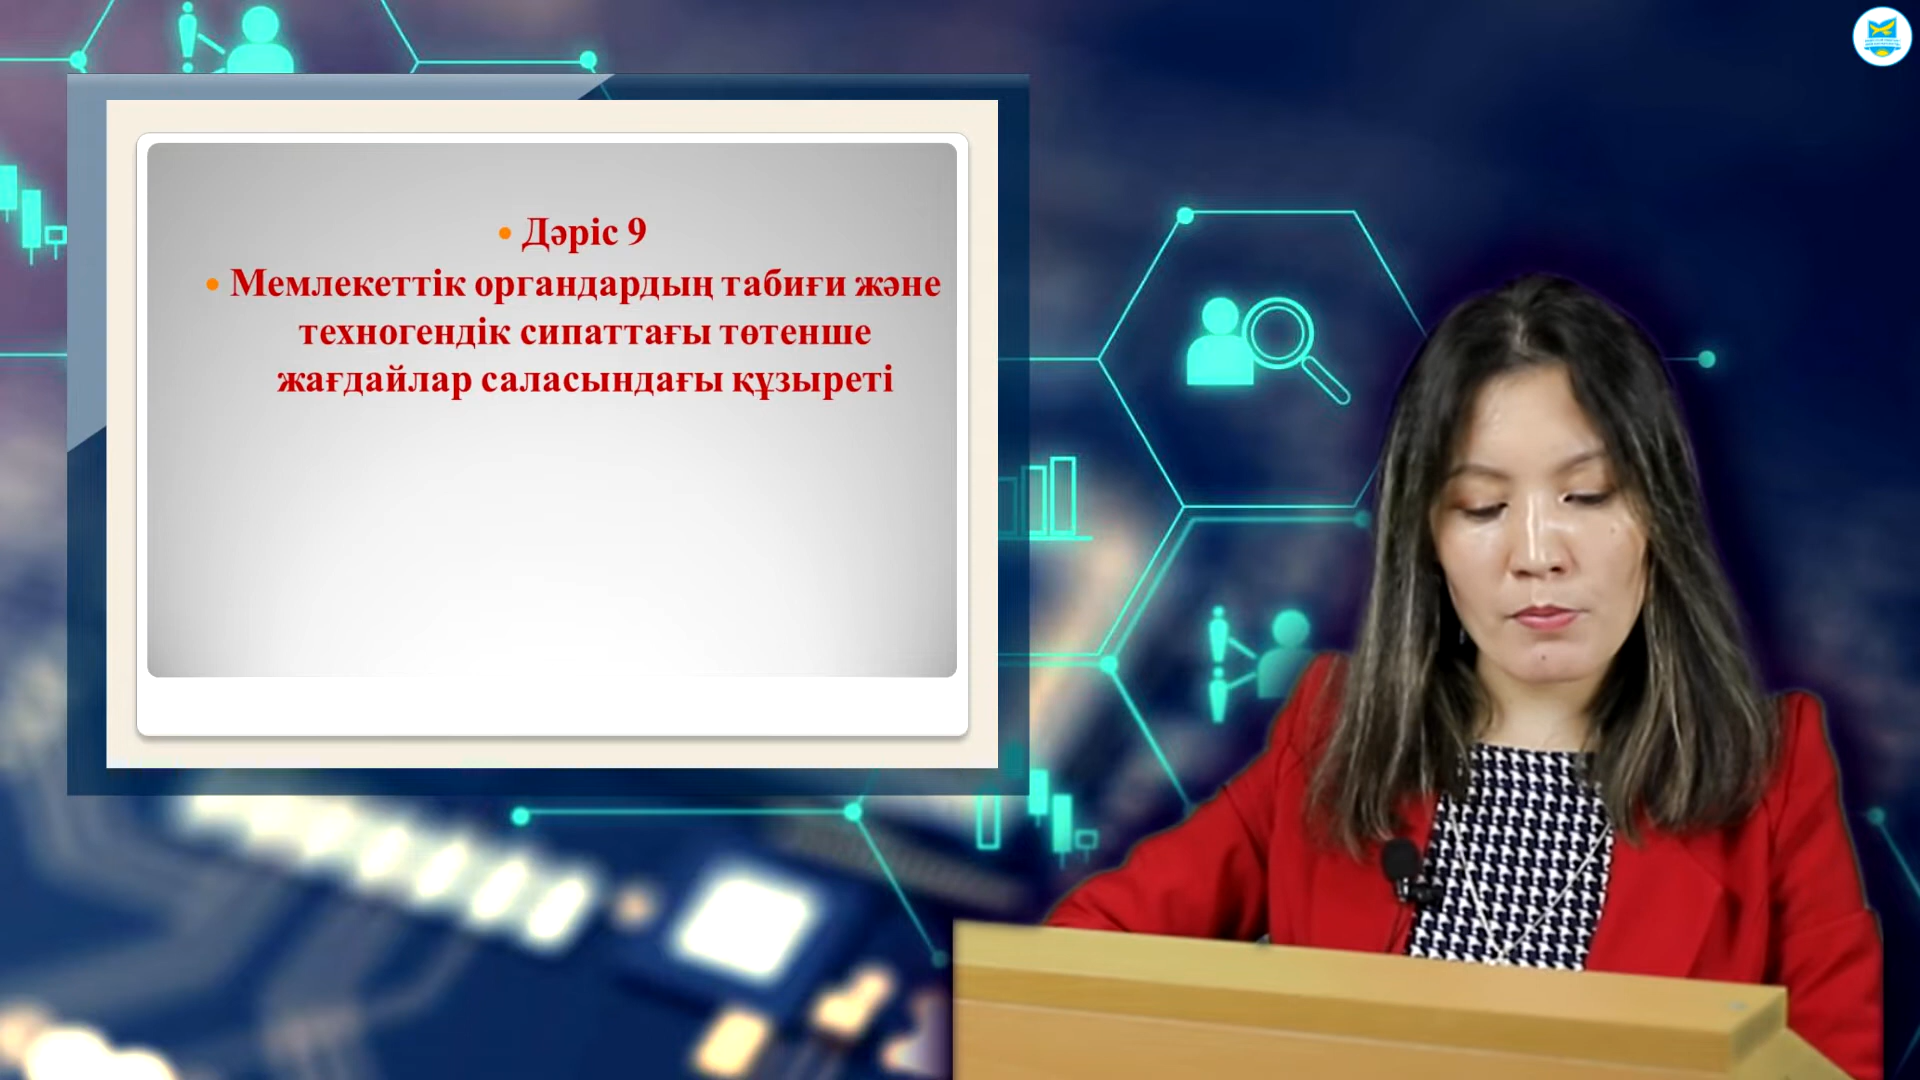 • Дәріс 9
• Мемлекеттік органдардың табиғи және
техногендік сипаттағы төтенше
жағдайлар саласындағы құзыреті